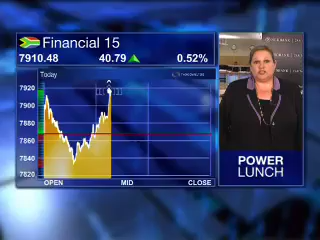 Financial 15
7910.48 40.79 0.52%
Today
7920
7900
7880
7860
7840
7820
OPEN MID CLOSE
POWER
LUNCH